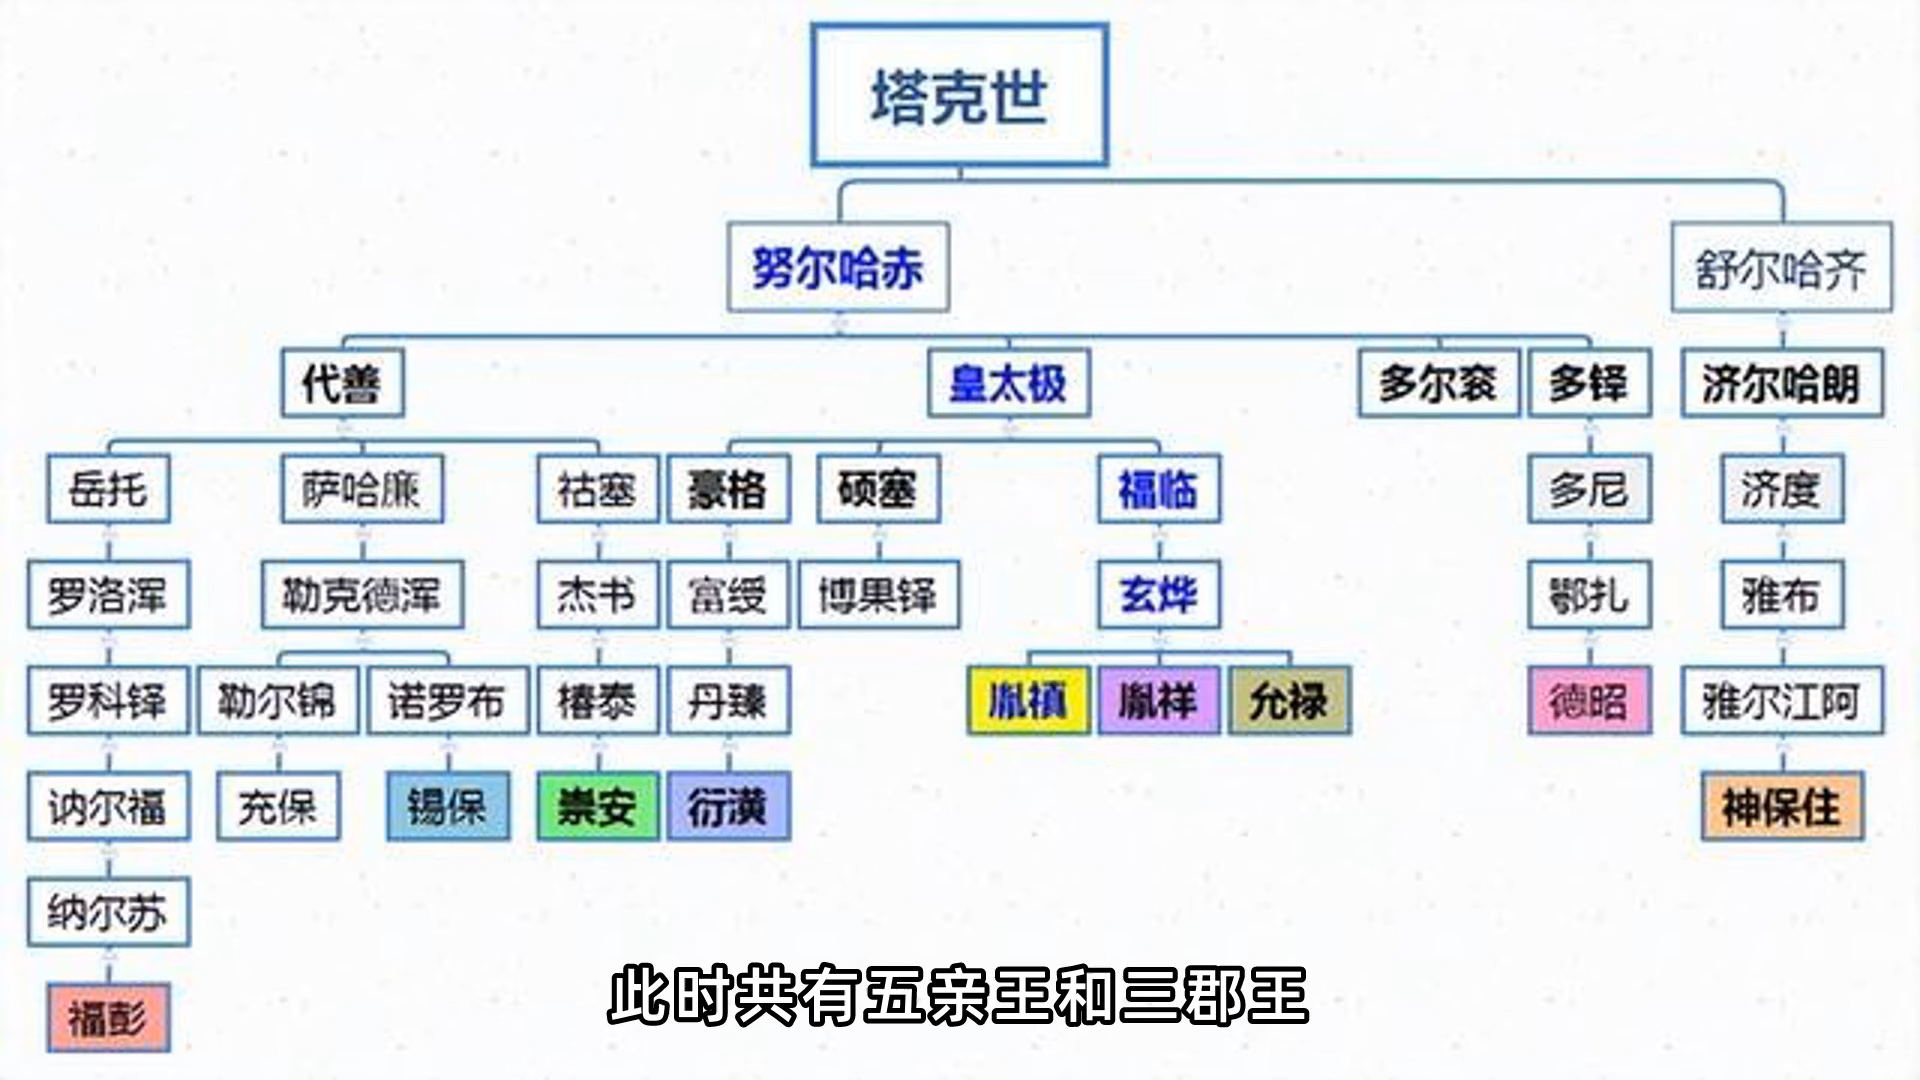 塔克世
努尔哈赤
舒尔哈齐
代善
皇太极
多尔衮
多铎
济尔哈朗
岳托
萨哈廉
祜塞
豪格
硕塞
福临
多尼
济度
罗洛浑
勒克德浑
杰书
富绶
博果铎
玄烨
鄂扎
雅布
罗科铎
勒尔锦
诺罗布
椿泰
丹臻
胤禛
胤祥
允禄
德昭
雅尔江阿
讷尔福
充保
锡保
崇安
衍潢
神保住
纳尔苏
福彭
此时共有五亲王和三郡王